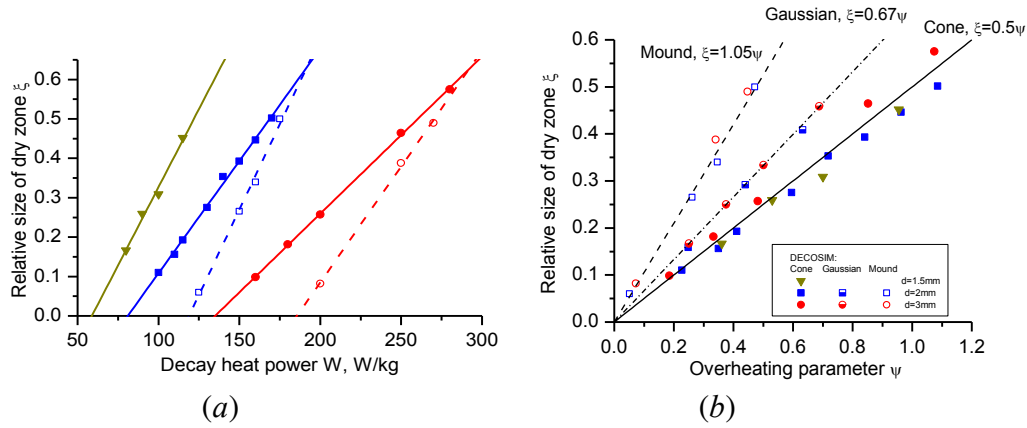 Relative size of dry zone ξ
0.6
0.5
0.4
0.3
0.2
0.1
0.0
50 100 150 200 250 300
Decay heat power W, W/kg
(a)
Gaussian, ξ=0.67ψ
Cone, ξ=0.5ψ
Mound, ξ=1.05ψ
Relative size of dry zone ξ
0.6
0.5
0.4
0.3
0.2
0.1
0.0
0.0 0.2 0.4 0.6 0.8 1.0 1.2
Overheating parameter ψ
DECOSIM:
Cone Gaussian Mound
d=1.5mm
d=2mm
d=3mm
(b)